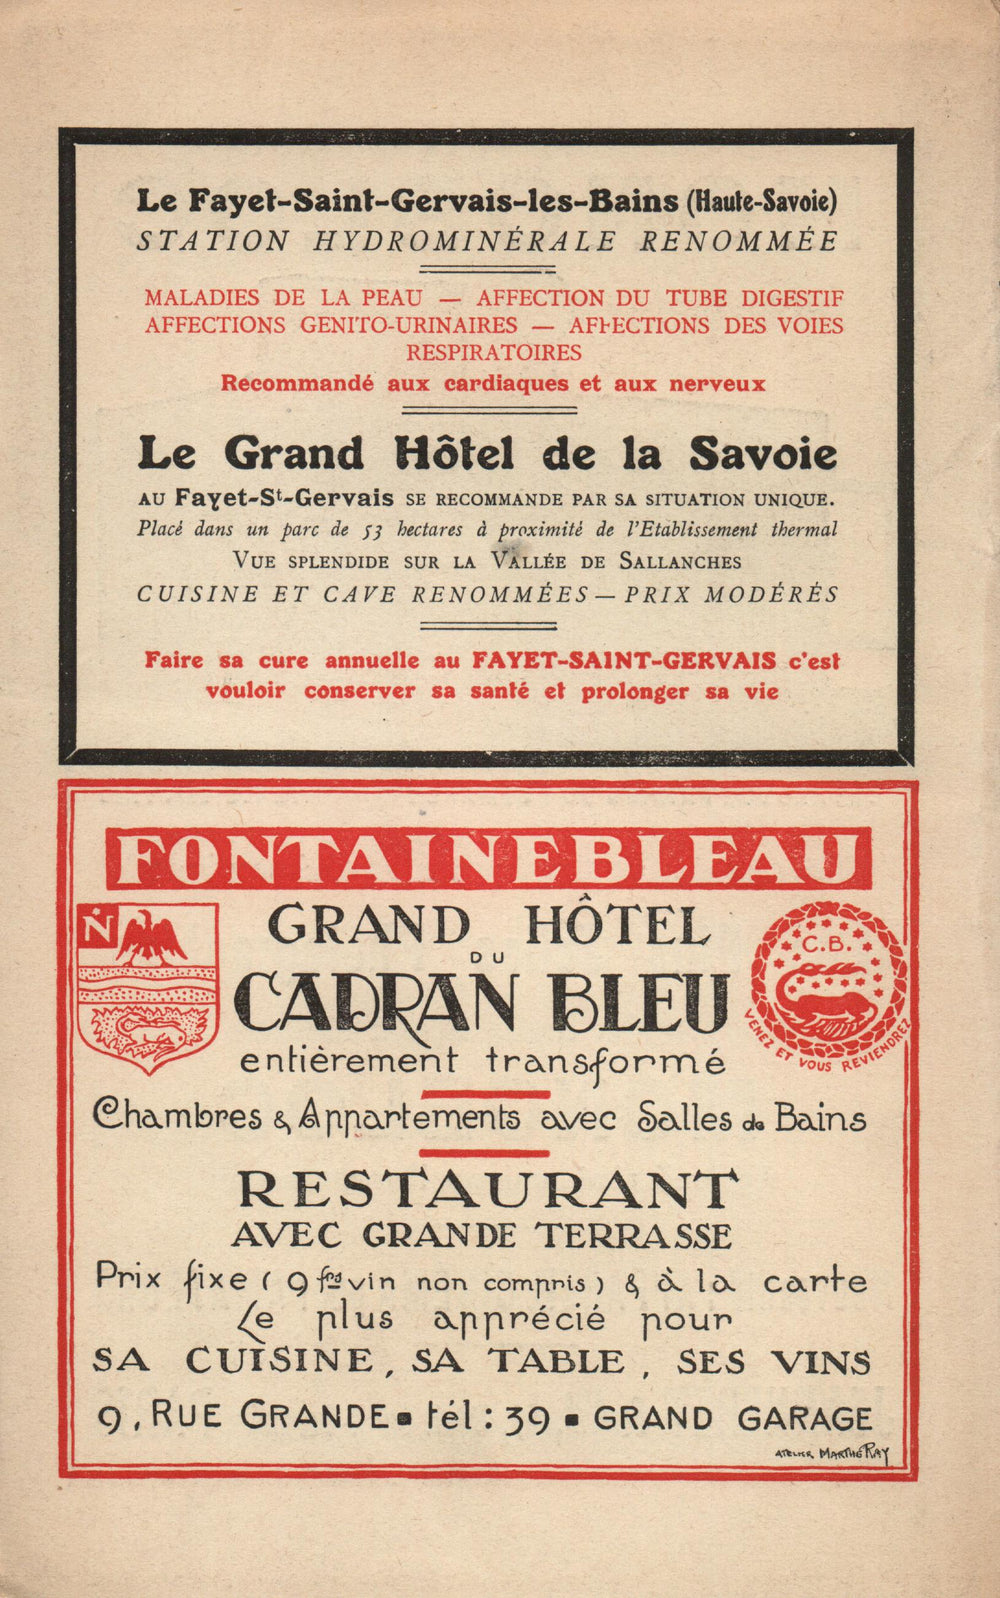 Le Fayet-Saint-Gervais-les-Bains (Haute-Savoie)
STATION HYDROMINÉRALE RENOMMÉE
MALADIES DE LA PEAU — AFFECTION DU TUBE DIGESTIF
AFFECTIONS GENITO-URINAIRES — AFFECTIONS DES VOIES
RESPIRATOIRES
Recommandé aux cardiaques et aux nerveux
Le Grand Hôtel de la Savoie
AU Fayet-St-Gervais SE RECOMMANDE PAR SA SITUATION UNIQUE.
Placé dans un parc de 53 hectares à proximité de l'Etablissement thermal
VUE SPLENDIDE SUR LA VALLÉE DE SALLANCHES
CUISINE ET CAVE RENOMMÉES — PRIX MODÉRÉS
Faire sa cure annuelle au FAYET-SAINT-GERVAIS c'est
vouloir conserver sa santé et prolonger sa vie
FONTAINEBLEAU
N
GRAND HÔTEL
DU
CADRAN BLEU
C.B.
VENEZ ET VOUS REVIENDREZ
entièrement transformé
Chambres & Appartements avec Salles de Bains
RESTAURANT
AVEC GRANDE TERRASSE
Prix fixe (9 frs vin non compris) & à la carte
Le plus apprécié pour
SA CUISINE, SA TABLE, SES VINS
9, RUE GRANDE ▪ tél : 39 ▪ GRAND GARAGE
ATELIER MARTHE RAY